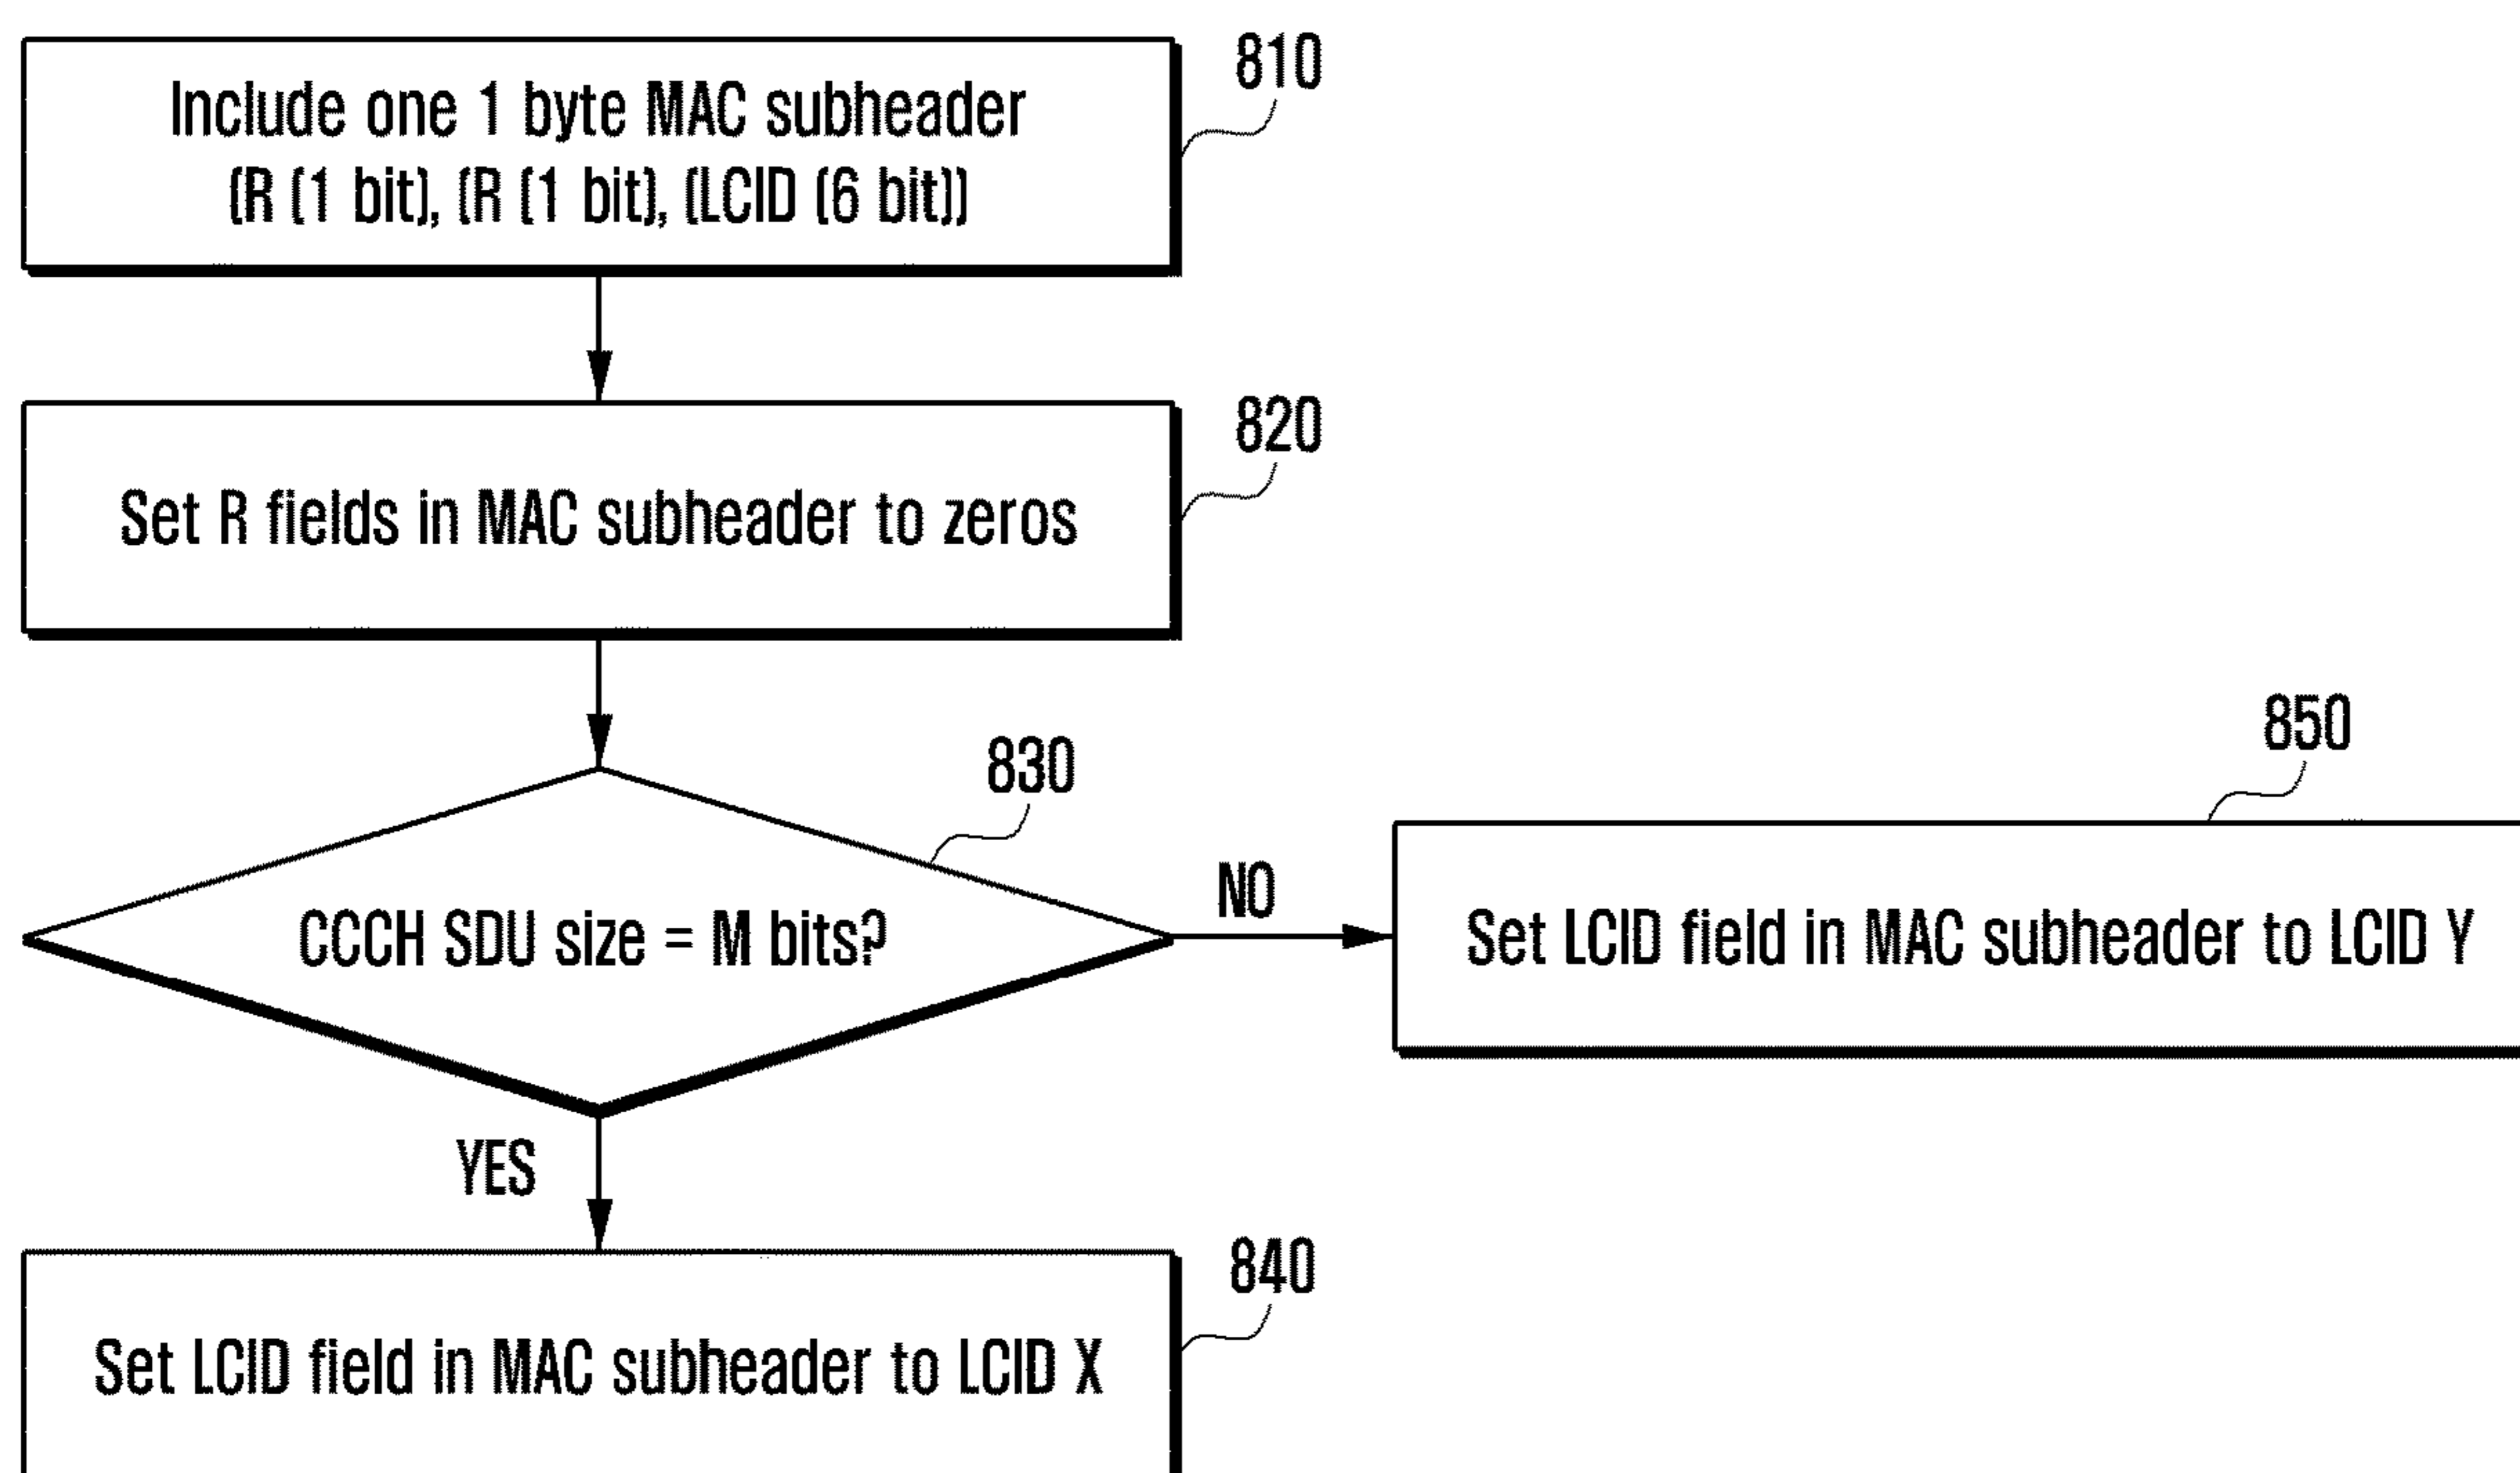 810
Include one 1 byte MAC subheader
(R (1 bit), (R (1 bit), (LCID (6 bit))
820
Set R fields in MAC subheader to zeros
830
850
CCCH SDU size = M bits?
NO
Set LCID field in MAC subheader to LCID Y
YES
840
Set LCID field in MAC subheader to LCID X